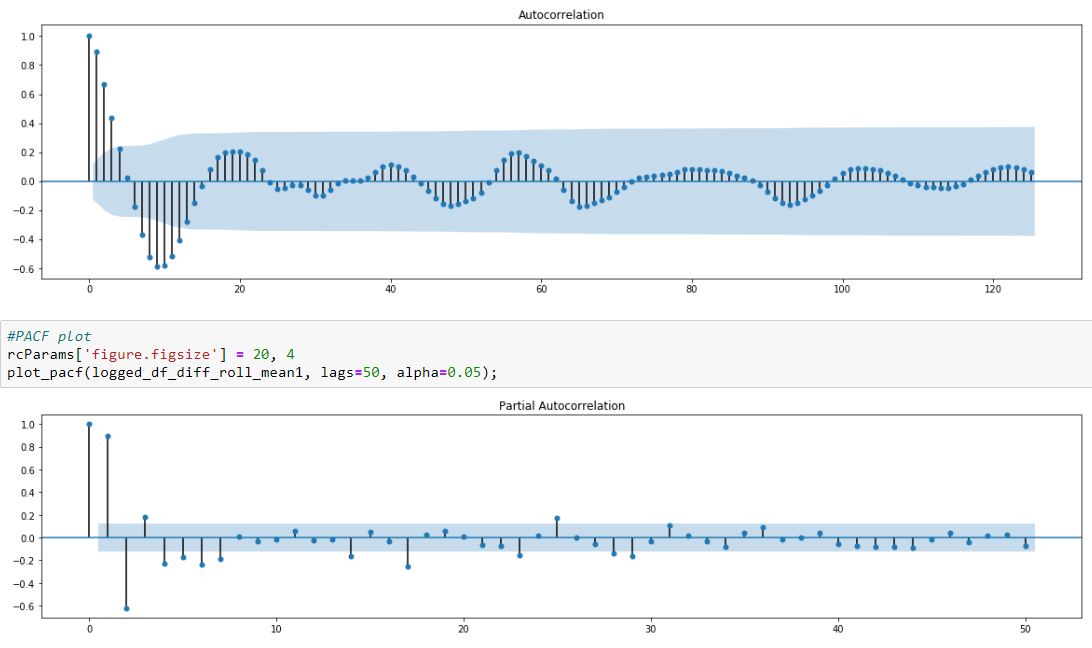 Autocorrelation
1.0
0.8
0.6
0.4
0.2
0.0
−0.2
−0.4
−0.6
0 20 40 60 80 100 120
#PACF plot
rcParams['figure.figsize'] = 20, 4
plot_pacf(logged_df_diff_roll_mean1, lags=50, alpha=0.05);
Partial Autocorrelation
1.0
0.8
0.6
0.4
0.2
0.0
−0.2
−0.4
−0.6
0 10 20 30 40 50